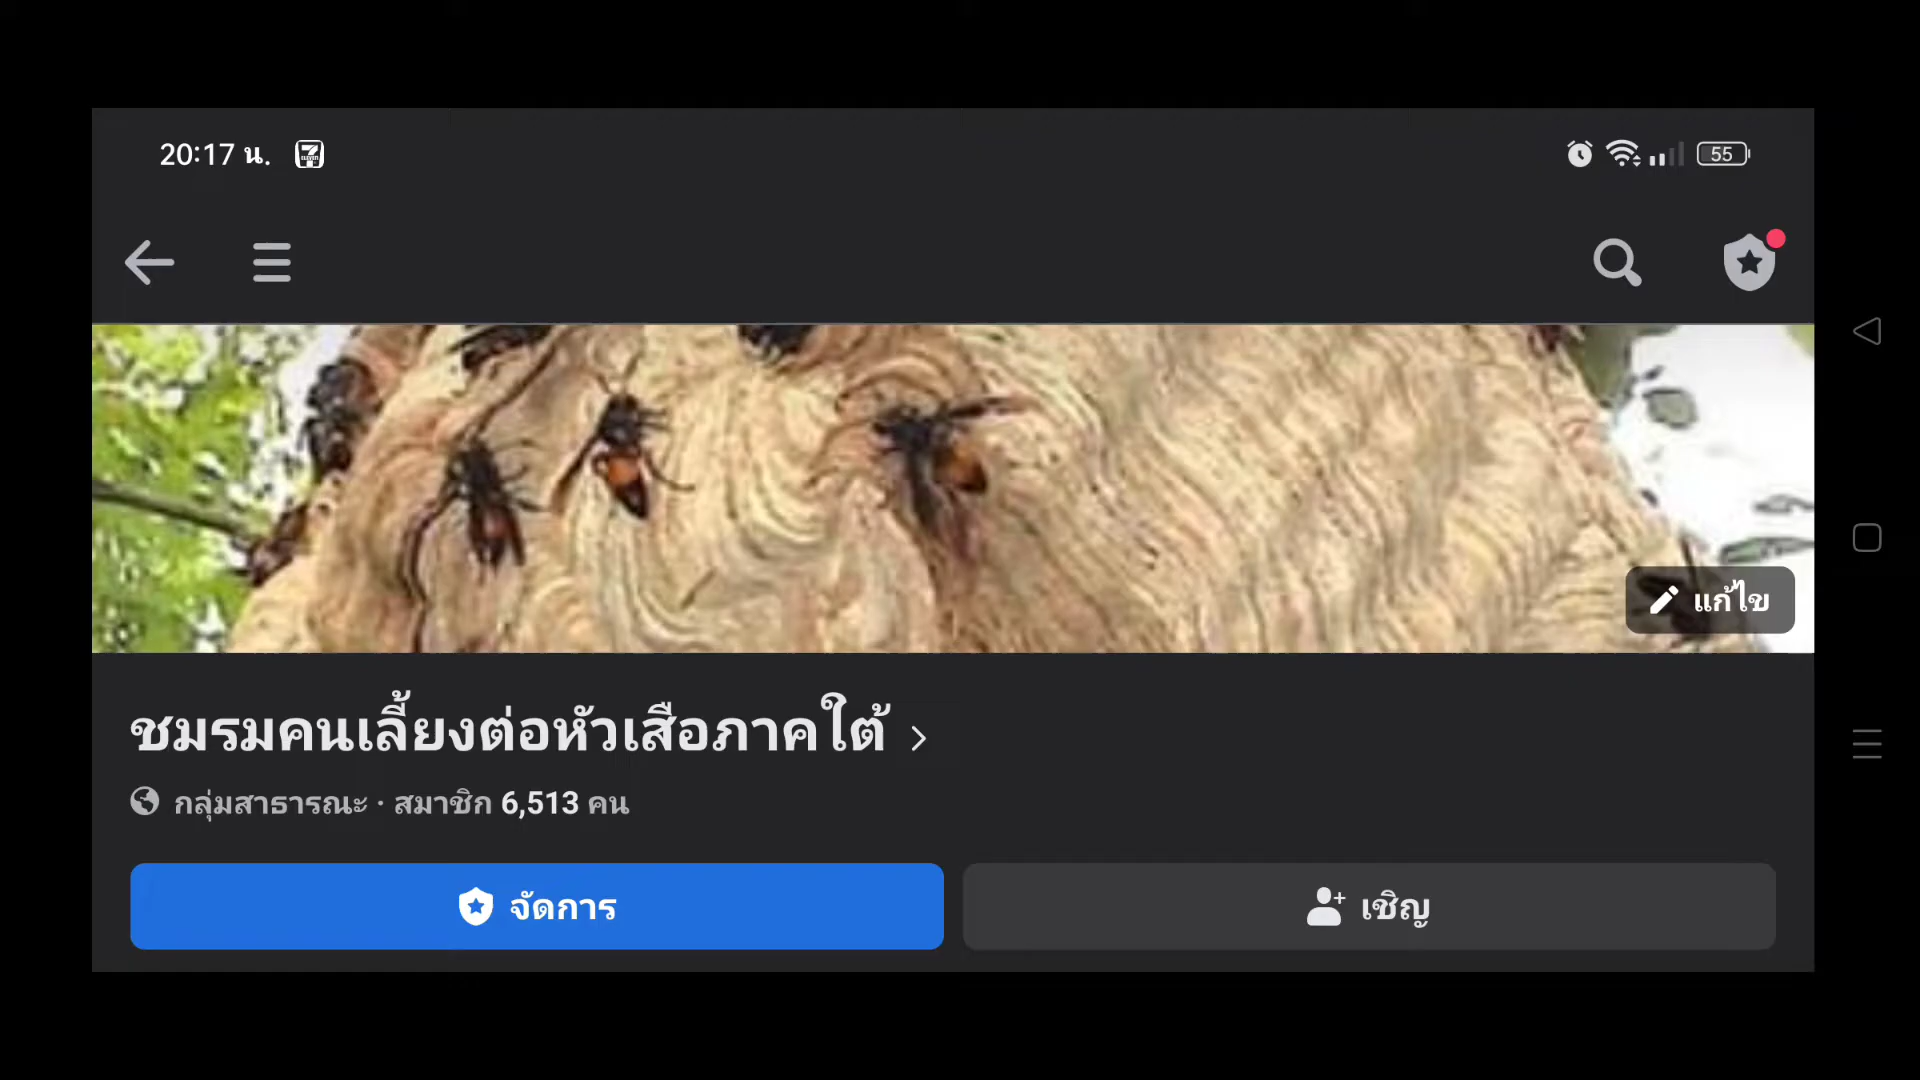 20:17 น.
55
แก้ไข
ชมรมคนเลี้ยงต่อหัวเสือภาคใต้
กลุ่มสาธารณะ · สมาชิก 6,513 คน
จัดการ
เชิญ